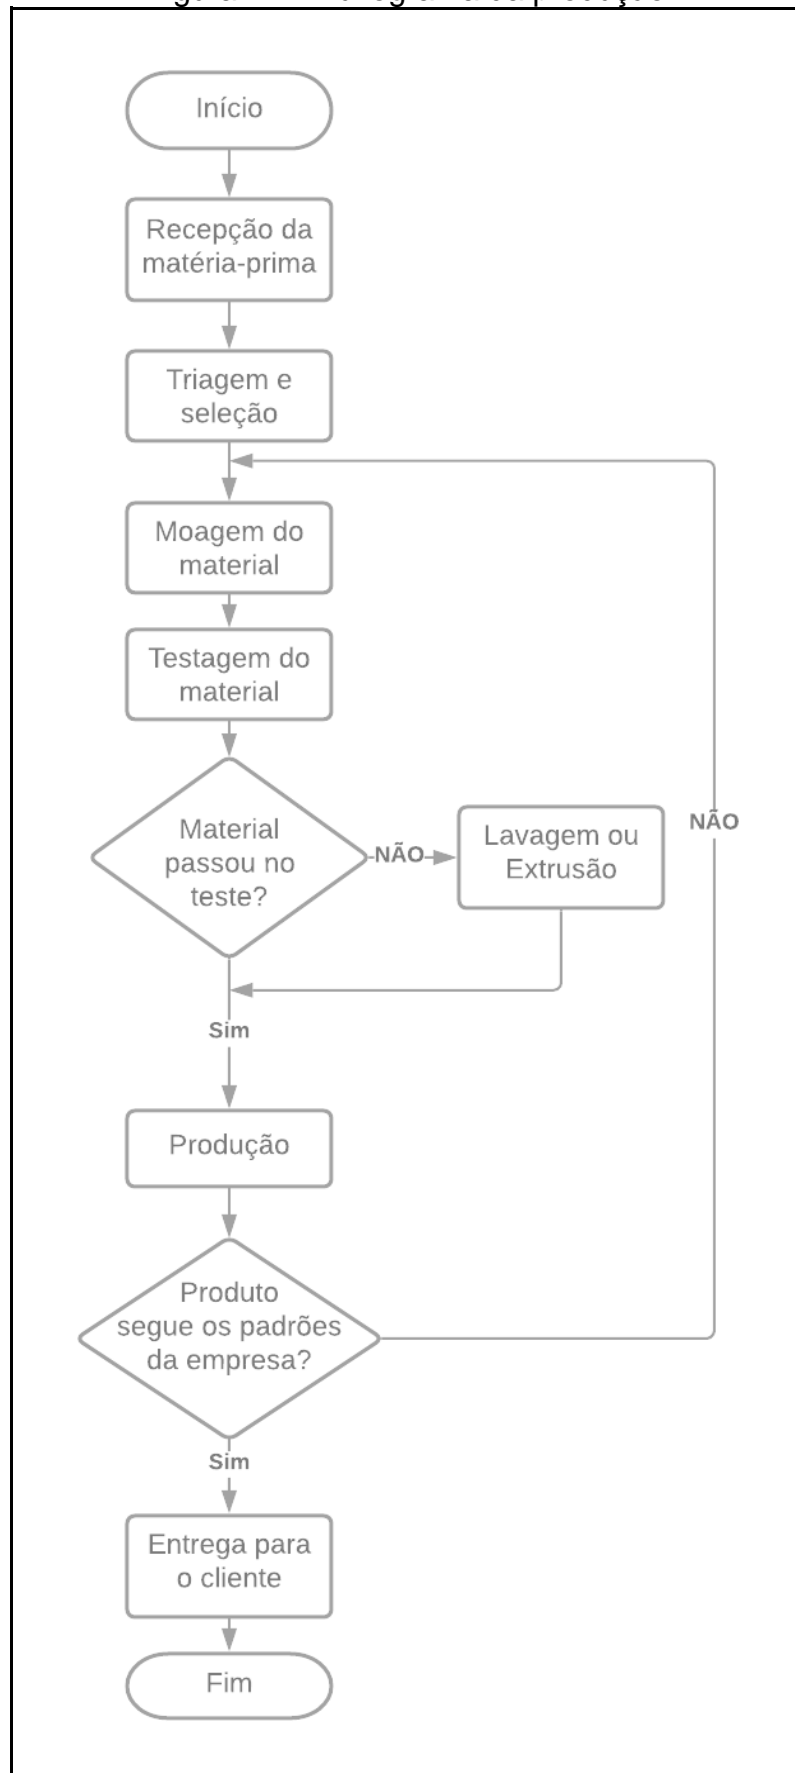 Início
Recepção da
matéria-prima
Triagem e
seleção
Moagem do
material
Testagem do
material
Material
passou no
teste?
NÃO
Lavagem ou
Extrusão
NÃO
Sim
Produção
Produto
segue os padrões
da empresa?
Sim
Entrega para
o cliente
Fim